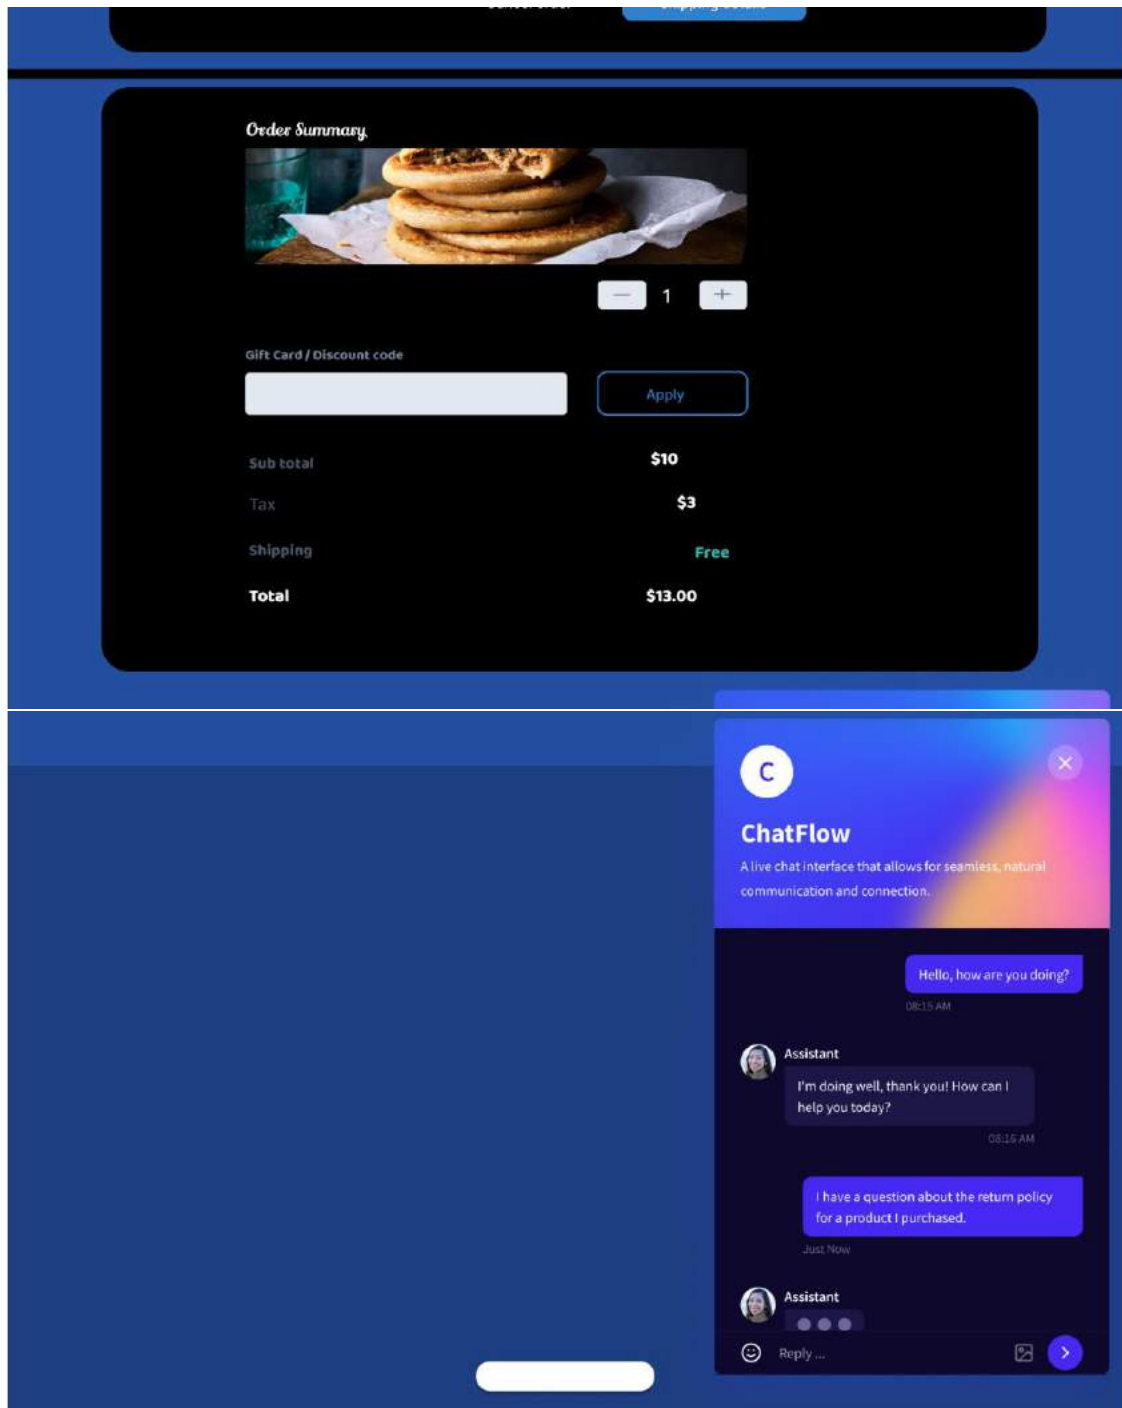 Order Summary
1
Gift Card / Discount code
Apply
Sub total $10
Tax $3
Shipping Free
Total $13.00
C
ChatFlow
A live chat interface that allows for seamless, natural
communication and connection.
Hello, how are you doing?
08:15 AM
Assistant
I'm doing well, thank you! How can I
help you today?
08:16 AM
I have a question about the return policy
for a product I purchased.
Just Now
Assistant
Reply ...